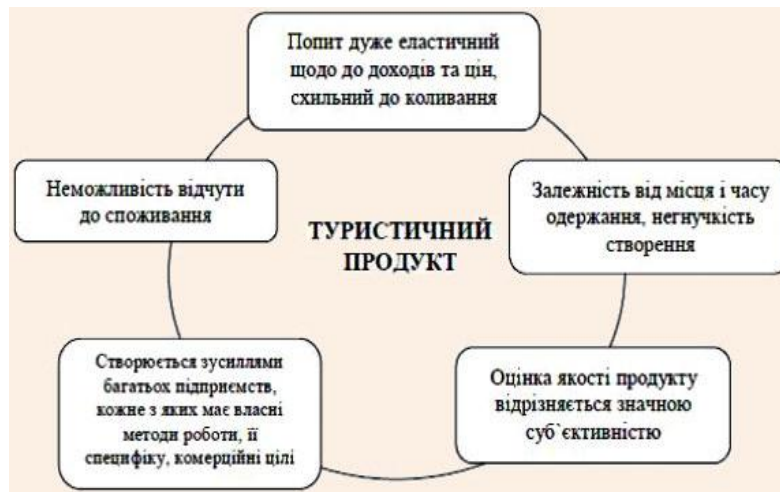 Попит дуже еластичний
щодо до доходів та цін,
схильний до коливання
Неможливість відчути
до споживання
Залежність від місця і часу
одержання, негнучкість
створення
ТУРИСТИЧНИЙ
ПРОДУКТ
Створюється зусиллями
багатьох підприємств,
кожне з яких має власні
методи роботи, її
специфіку, комерційні цілі
Оцінка якості продукту
відрізняється значною
суб`єктивністю